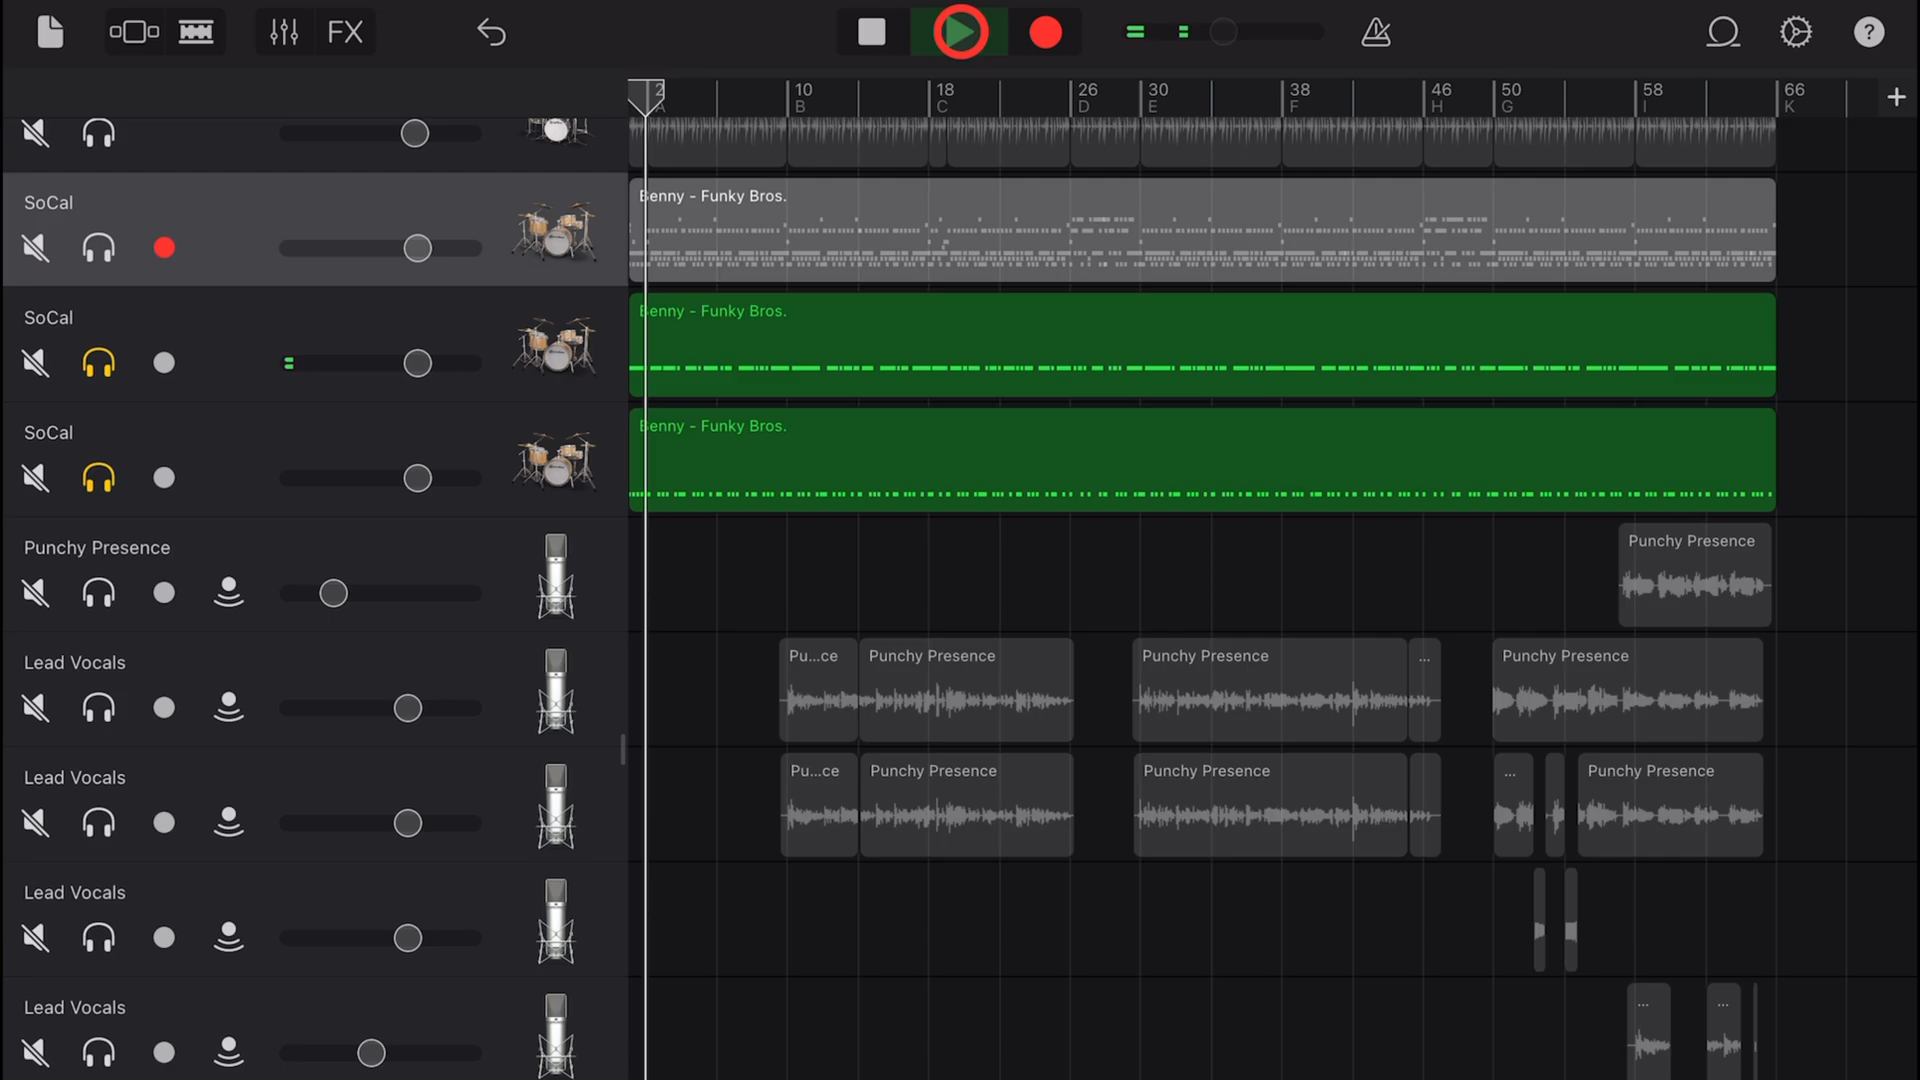 FX
?
2 10 18 26 30 38 46 50 58 66 +
A B C D E F H G I K
SoCal
Benny - Funky Bros.
SoCal
Benny - Funky Bros.
SoCal
Benny - Funky Bros.
Punchy Presence
Punchy Presence
Lead Vocals
Pu...ce Punchy Presence Punchy Presence ... Punchy Presence
Lead Vocals
Pu...ce Punchy Presence Punchy Presence ... Punchy Presence
Lead Vocals
Lead Vocals
... ...